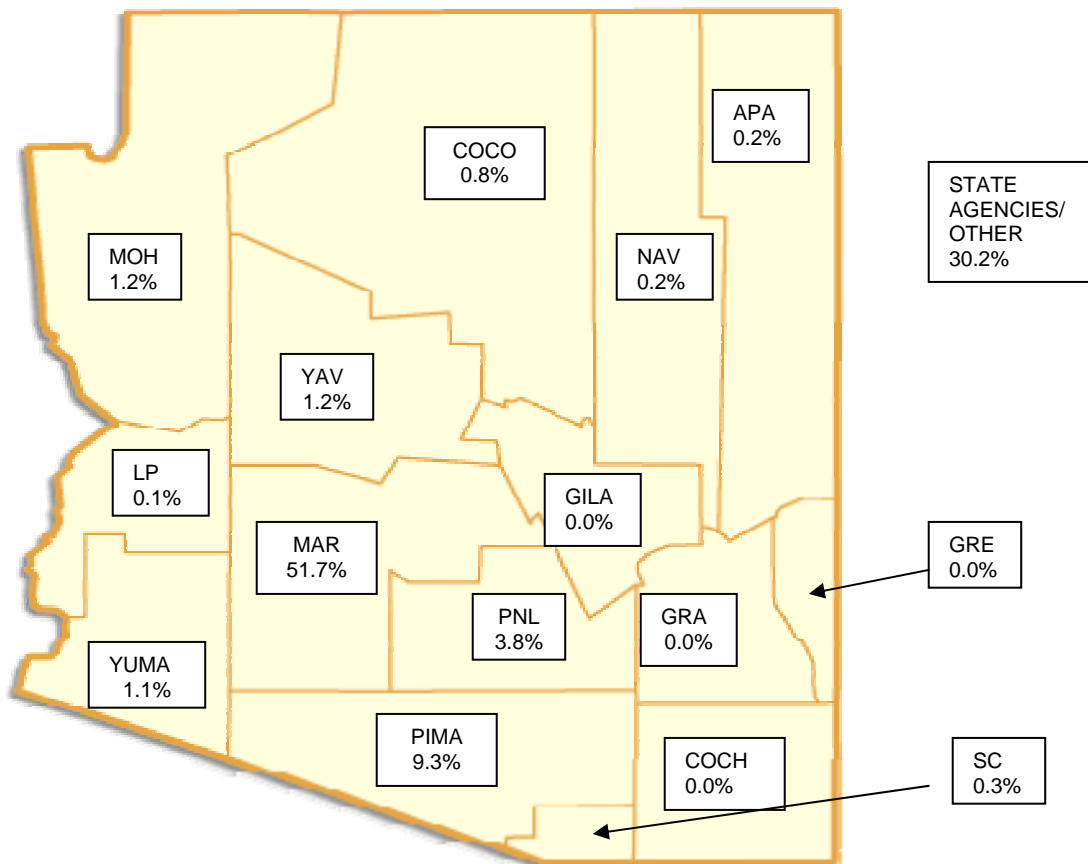 APA
0.2%
COCO
0.8%
STATE
AGENCIES/
OTHER
30.2%
MOH
1.2%
NAV
0.2%
YAV
1.2%
LP
0.1%
GILA
0.0%
MAR
51.7%
GRE
0.0%
PNL
3.8%
GRA
0.0%
YUMA
1.1%
PIMA
9.3%
COCH
0.0%
SC
0.3%